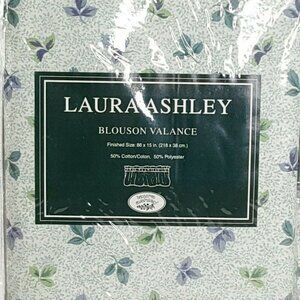 LAURA ASHLEY
BLOUSON VALANCE
Finished Size: 86 x 15 in. (218 x 38 cm.)
50% Cotton/Coton, 50% Polyester